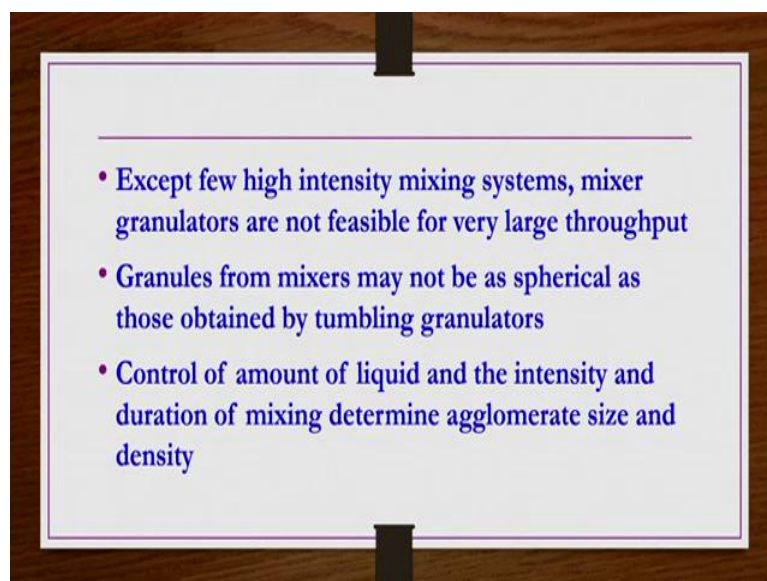 • Except few high intensity mixing systems, mixer
granulators are not feasible for very large throughput
• Granules from mixers may not be as spherical as
those obtained by tumbling granulators
• Control of amount of liquid and the intensity and
duration of mixing determine agglomerate size and
density